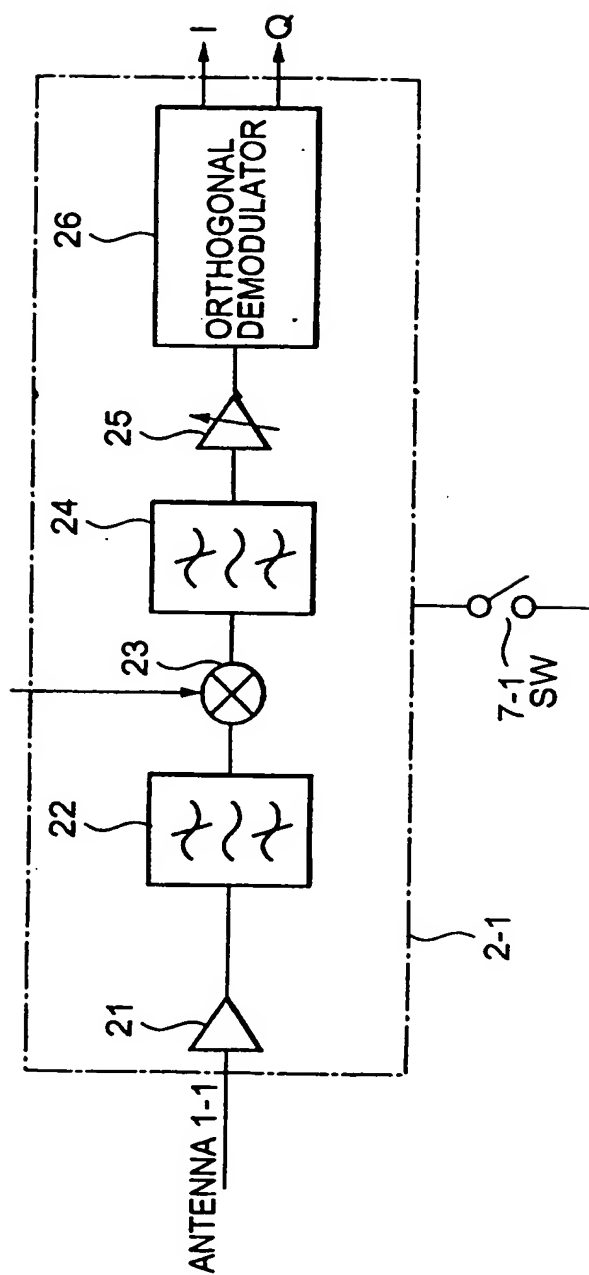 ANTENNA 1-1
21
22
23
24
25
26
ORTHOGONAL
DEMODULATOR
I
Q
2-1
7-1
SW